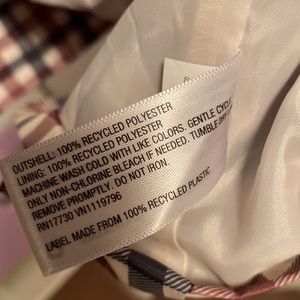 OUTSHELL: 100% RECYCLED POLYESTER
LINING: 100% RECYCLED POLYESTER
MACHINE WASH COLD WITH LIKE COLORS. GENTLE CYCLE
ONLY NON-CHLORINE BLEACH IF NEEDED. TUMBLE DRY
REMOVE PROMPTLY. DO NOT IRON.
RN17730 VN1119796
LABEL MADE FROM 100% RECYCLED PLASTIC